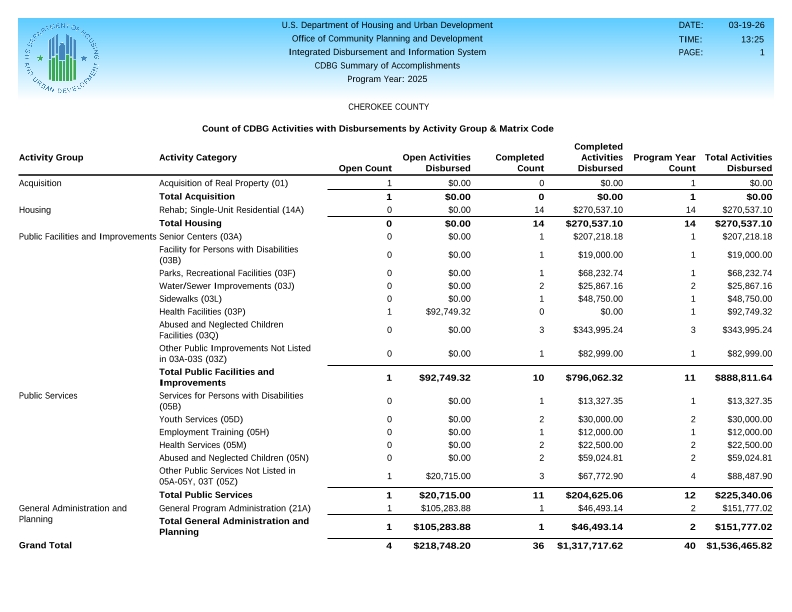 U.S. DEPARTMENT OF HOUSING AND URBAN DEVELOPMENT
U.S. Department of Housing and Urban Development DATE: 03-19-26
Office of Community Planning and Development TIME: 13:25
Integrated Disbursement and Information System PAGE: 1
CDBG Summary of Accomplishments
Program Year: 2025
CHEROKEE COUNTY
Count of CDBG Activities with Disbursements by Activity Group & Matrix Code
Completed
Activity Group Activity Category Open Activities Completed Activities Program Year Total Activities
Open Count Disbursed Count Disbursed Count Disbursed
Acquisition Acquisition of Real Property (01) 1 $0.00 0 $0.00 1 $0.00
Total Acquisition 1 $0.00 0 $0.00 1 $0.00
Housing Rehab; Single-Unit Residential (14A) 0 $0.00 14 $270,537.10 14 $270,537.10
Total Housing 0 $0.00 14 $270,537.10 14 $270,537.10
Public Facilities and Improvements Senior Centers (03A) 0 $0.00 1 $207,218.18 1 $207,218.18
Facility for Persons with Disabilities
(03B) 0 $0.00 1 $19,000.00 1 $19,000.00
Parks, Recreational Facilities (03F) 0 $0.00 1 $68,232.74 1 $68,232.74
Water/Sewer Improvements (03J) 0 $0.00 2 $25,867.16 2 $25,867.16
Sidewalks (03L) 0 $0.00 1 $48,750.00 1 $48,750.00
Health Facilities (03P) 1 $92,749.32 0 $0.00 1 $92,749.32
Abused and Neglected Children
Facilities (03Q) 0 $0.00 3 $343,995.24 3 $343,995.24
Other Public Improvements Not Listed
in 03A-03S (03Z) 0 $0.00 1 $82,999.00 1 $82,999.00
Total Public Facilities and
Improvements 1 $92,749.32 10 $796,062.32 11 $888,811.64
Public Services Services for Persons with Disabilities
(05B) 0 $0.00 1 $13,327.35 1 $13,327.35
Youth Services (05D) 0 $0.00 2 $30,000.00 2 $30,000.00
Employment Training (05H) 0 $0.00 1 $12,000.00 1 $12,000.00
Health Services (05M) 0 $0.00 2 $22,500.00 2 $22,500.00
Abused and Neglected Children (05N) 0 $0.00 2 $59,024.81 2 $59,024.81
Other Public Services Not Listed in
05A-05Y, 03T (05Z) 1 $20,715.00 3 $67,772.90 4 $88,487.90
Total Public Services 1 $20,715.00 11 $204,625.06 12 $225,340.06
General Administration and General Program Administration (21A) 1 $105,283.88 1 $46,493.14 2 $151,777.02
Planning Total General Administration and
Planning 1 $105,283.88 1 $46,493.14 2 $151,777.02
Grand Total 4 $218,748.20 36 $1,317,717.62 40 $1,536,465.82